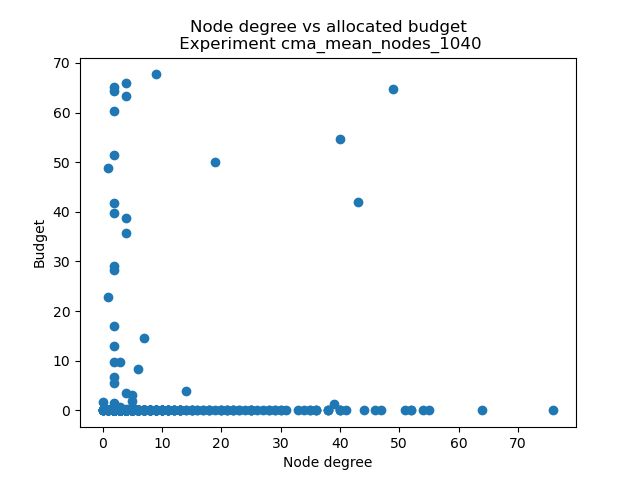 Node degree vs allocated budget
Experiment cma_mean_nodes_1040
70
60
50
40
30
20
10
0
Budget
0 10 20 30 40 50 60 70
Node degree